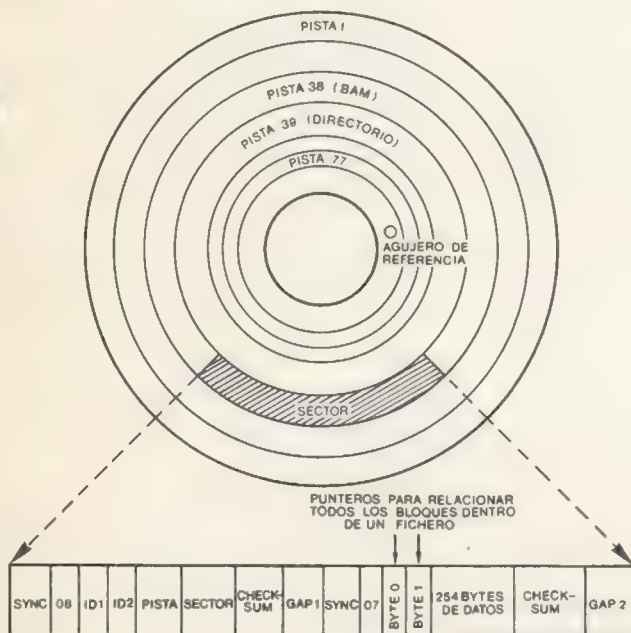 PISTA 1
PISTA 38 (BAM)
PISTA 39 (DIRECTORIO)
PISTA 77
AGUJERO DE
REFERENCIA
SECTOR
PUNTEROS PARA RELACIONAR
TODOS LOS BLOQUES DENTRO
DE UN FICHERO
SYNC
08
ID1
ID2
PISTA
SECTOR
CHECK-
SUM
GAP 1
SYNC
07
BYTE 0
BYTE 1
254 BYTES
DE DATOS
CHECK-
SUM
GAP 2